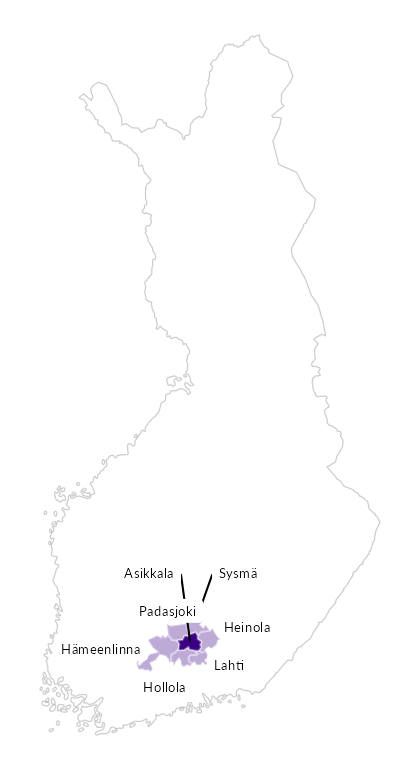 Asikkala
Sysmä
Padasjoki
Heinola
Hämeenlinna
Lahti
Hollola